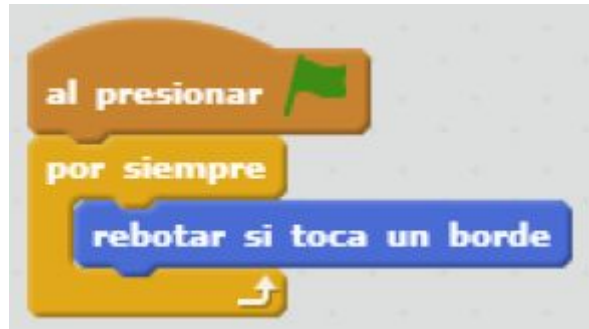 al presionar
por siempre
rebotar si toca un borde